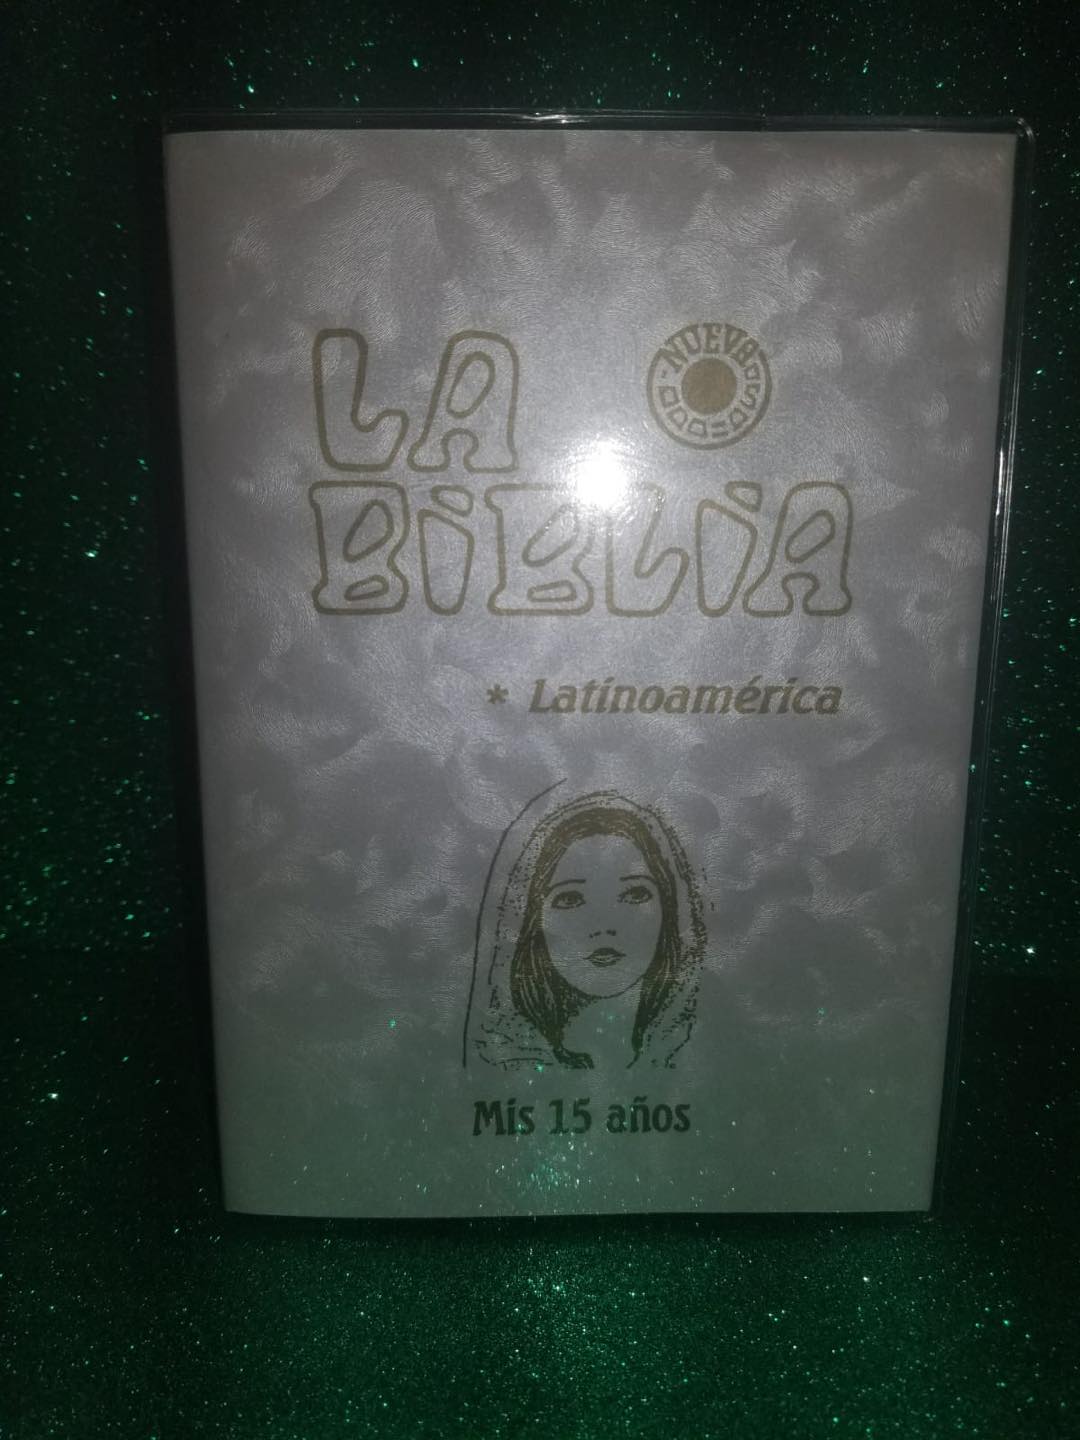 LA
NUEVA
BiBLiA
* Latinoamérica
Mis 15 años